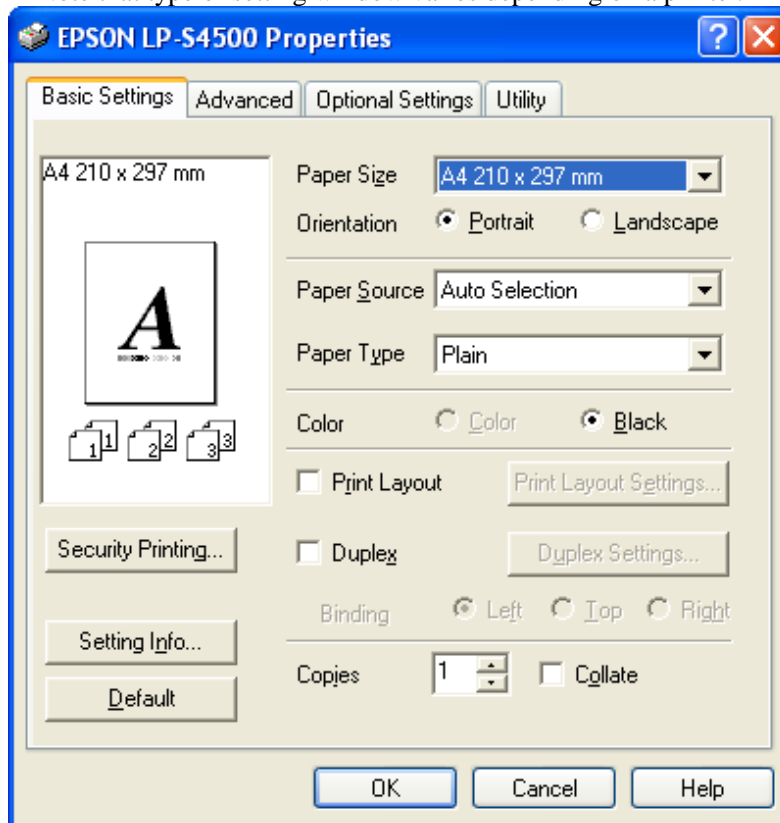 EPSON LP-S4500 Properties
Basic Settings Advanced Optional Settings Utility
A4 210 x 297 mm
A
1 1 2 2 3 3
Security Printing...
Setting Info...
Default
Paper Size A4 210 x 297 mm
Orientation Portrait Landscape
Paper Source Auto Selection
Paper Type Plain
Color Color Black
Print Layout Print Layout Settings...
Duplex Duplex Settings...
Binding Left Top Right
Copies 1 Collate
OK Cancel Help